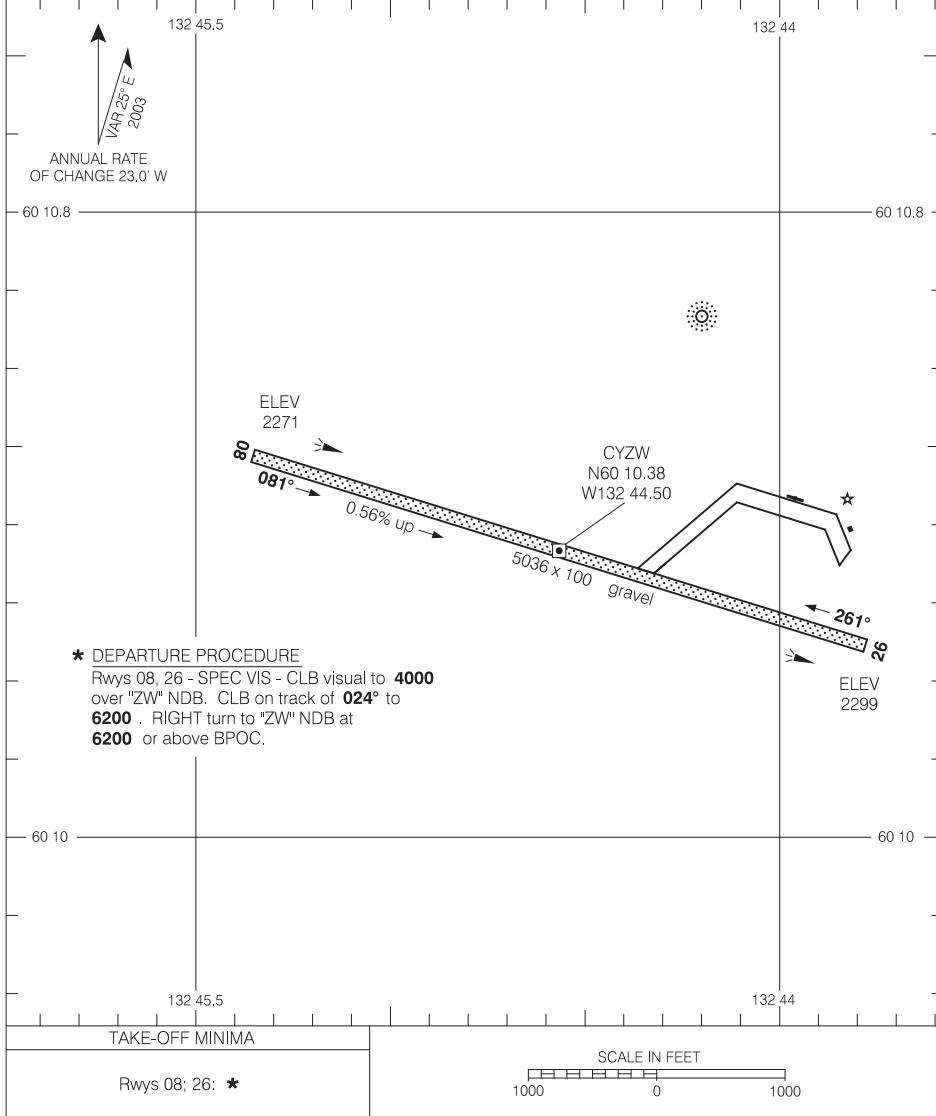 132 45.5
132 44
VAR 25° E
2003
ANNUAL RATE
OF CHANGE 23.0' W
60 10.8
60 10.8
ELEV
2271
08
081°
0.56% up
CYZW
N60 10.38
W132 44.50
5036 x 100 gravel
261°
26
ELEV
2299
* DEPARTURE PROCEDURE
Rwys 08, 26 - SPEC VIS - CLB visual to 4000
over "ZW" NDB. CLB on track of 024° to
6200 . RIGHT turn to "ZW" NDB at
6200 or above BPOC.
60 10
60 10
132 45.5
132 44
TAKE-OFF MINIMA
Rwys 08; 26: *
SCALE IN FEET
1000 0 1000